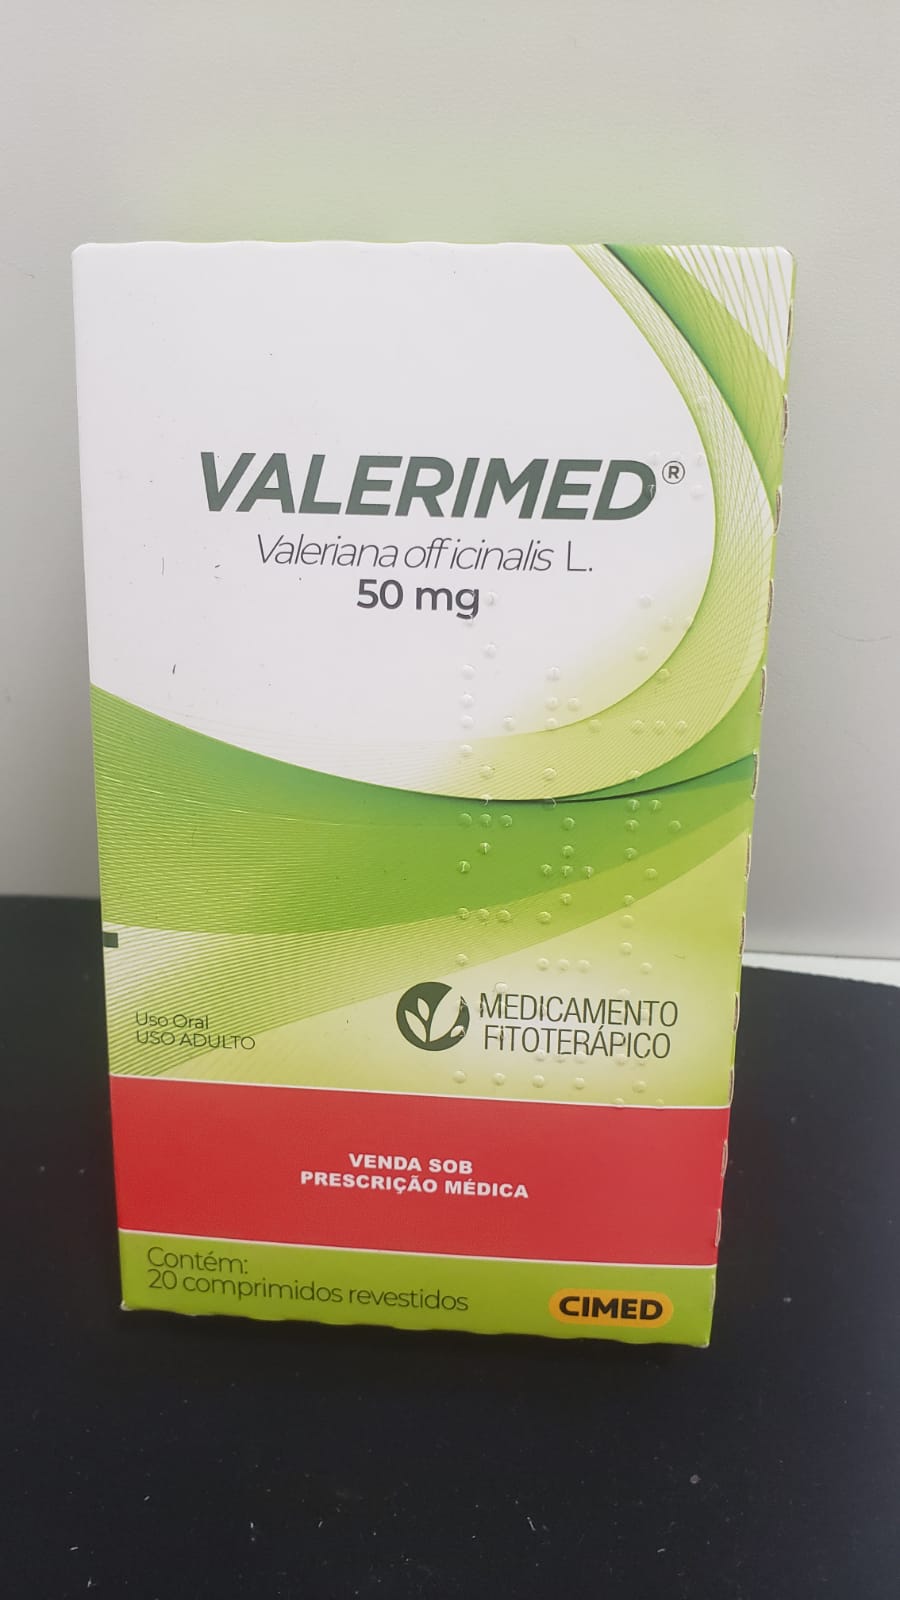 VALERIMED®
Valeriana officinalis L.
50 mg
Uso Oral
USO ADULTO
MEDICAMENTO
FITOTERÁPICO
VENDA SOB
PRESCRIÇÃO MÉDICA
Contém:
20 comprimidos revestidos
CIMED